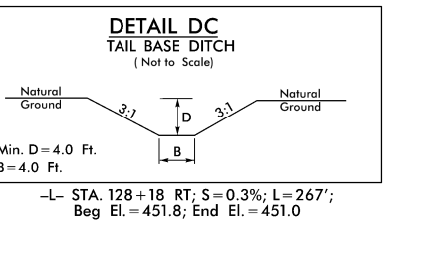 DETAIL DC
TAIL BASE DITCH
( Not to Scale)
Natural
Ground
3:1
D
3:1
Natural
Ground
B
Min. D=4.0 Ft.
B=4.0 Ft.
–L– STA. 128+18 RT; S=0.3%; L=267';
Beg El.=451.8; End El.=451.0